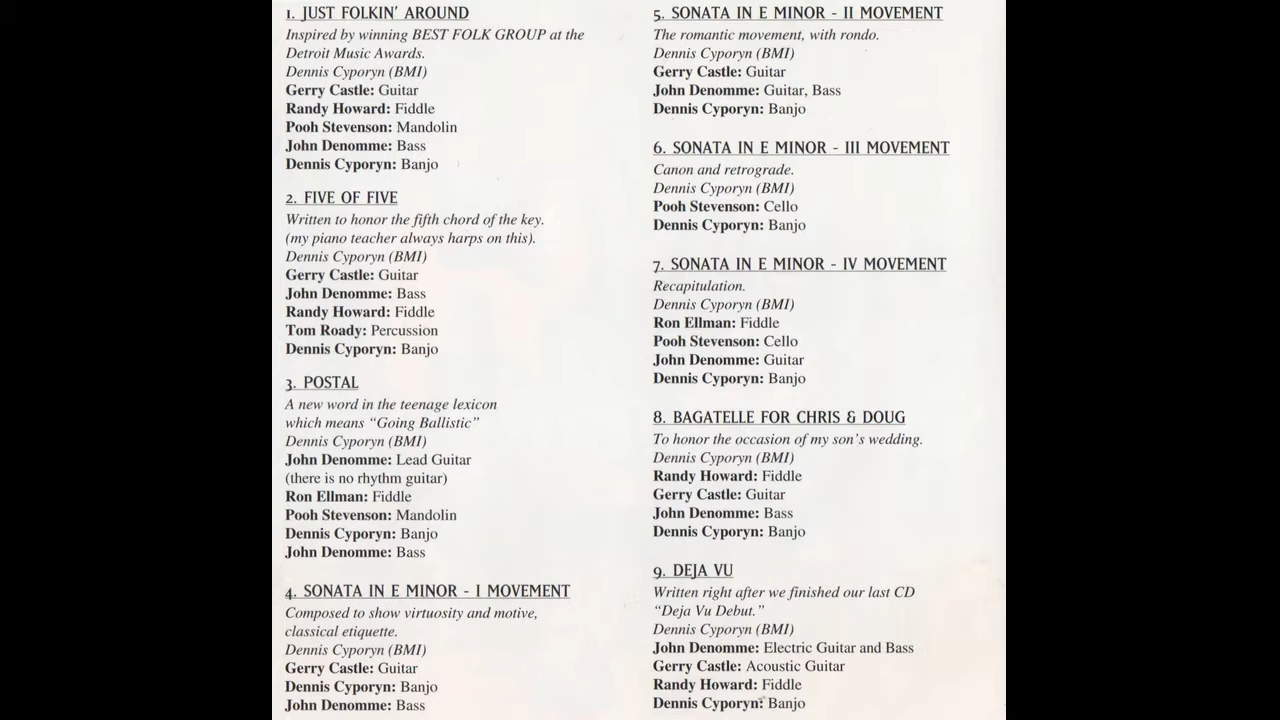 1. JUST FOLKIN' AROUND
Inspired by winning BEST FOLK GROUP at the
Detroit Music Awards.
Dennis Cyporyn (BMI)
Gerry Castle: Guitar
Randy Howard: Fiddle
Pooh Stevenson: Mandolin
John Denomme: Bass
Dennis Cyporyn: Banjo
2. FIVE OF FIVE
Written to honor the fifth chord of the key.
(my piano teacher always harps on this).
Dennis Cyporyn (BMI)
Gerry Castle: Guitar
John Denomme: Bass
Randy Howard: Fiddle
Tom Roady: Percussion
Dennis Cyporyn: Banjo
3. POSTAL
A new word in the teenage lexicon
which means “Going Ballistic”
Dennis Cyporyn (BMI)
John Denomme: Lead Guitar
(there is no rhythm guitar)
Ron Ellman: Fiddle
Pooh Stevenson: Mandolin
Dennis Cyporyn: Banjo
John Denomme: Bass
4. SONATA IN E MINOR - I MOVEMENT
Composed to show virtuosity and motive,
classical etiquette.
Dennis Cyporyn (BMI)
Gerry Castle: Guitar
Dennis Cyporyn: Banjo
John Denomme: Bass
5. SONATA IN E MINOR - II MOVEMENT
The romantic movement, with rondo.
Dennis Cyporyn (BMI)
Gerry Castle: Guitar
John Denomme: Guitar, Bass
Dennis Cyporyn: Banjo
6. SONATA IN E MINOR - III MOVEMENT
Canon and retrograde.
Dennis Cyporyn (BMI)
Pooh Stevenson: Cello
Dennis Cyporyn: Banjo
7. SONATA IN E MINOR - IV MOVEMENT
Recapitulation.
Dennis Cyporyn (BMI)
Ron Ellman: Fiddle
Pooh Stevenson: Cello
John Denomme: Guitar
Dennis Cyporyn: Banjo
8. BAGATELLE FOR CHRIS & DOUG
To honor the occasion of my son's wedding.
Dennis Cyporyn (BMI)
Randy Howard: Fiddle
Gerry Castle: Guitar
John Denomme: Bass
Dennis Cyporyn: Banjo
9. DEJA VU
Written right after we finished our last CD
“Deja Vu Debut.”
Dennis Cyporyn (BMI)
John Denomme: Electric Guitar and Bass
Gerry Castle: Acoustic Guitar
Randy Howard: Fiddle
Dennis Cyporyn: Banjo